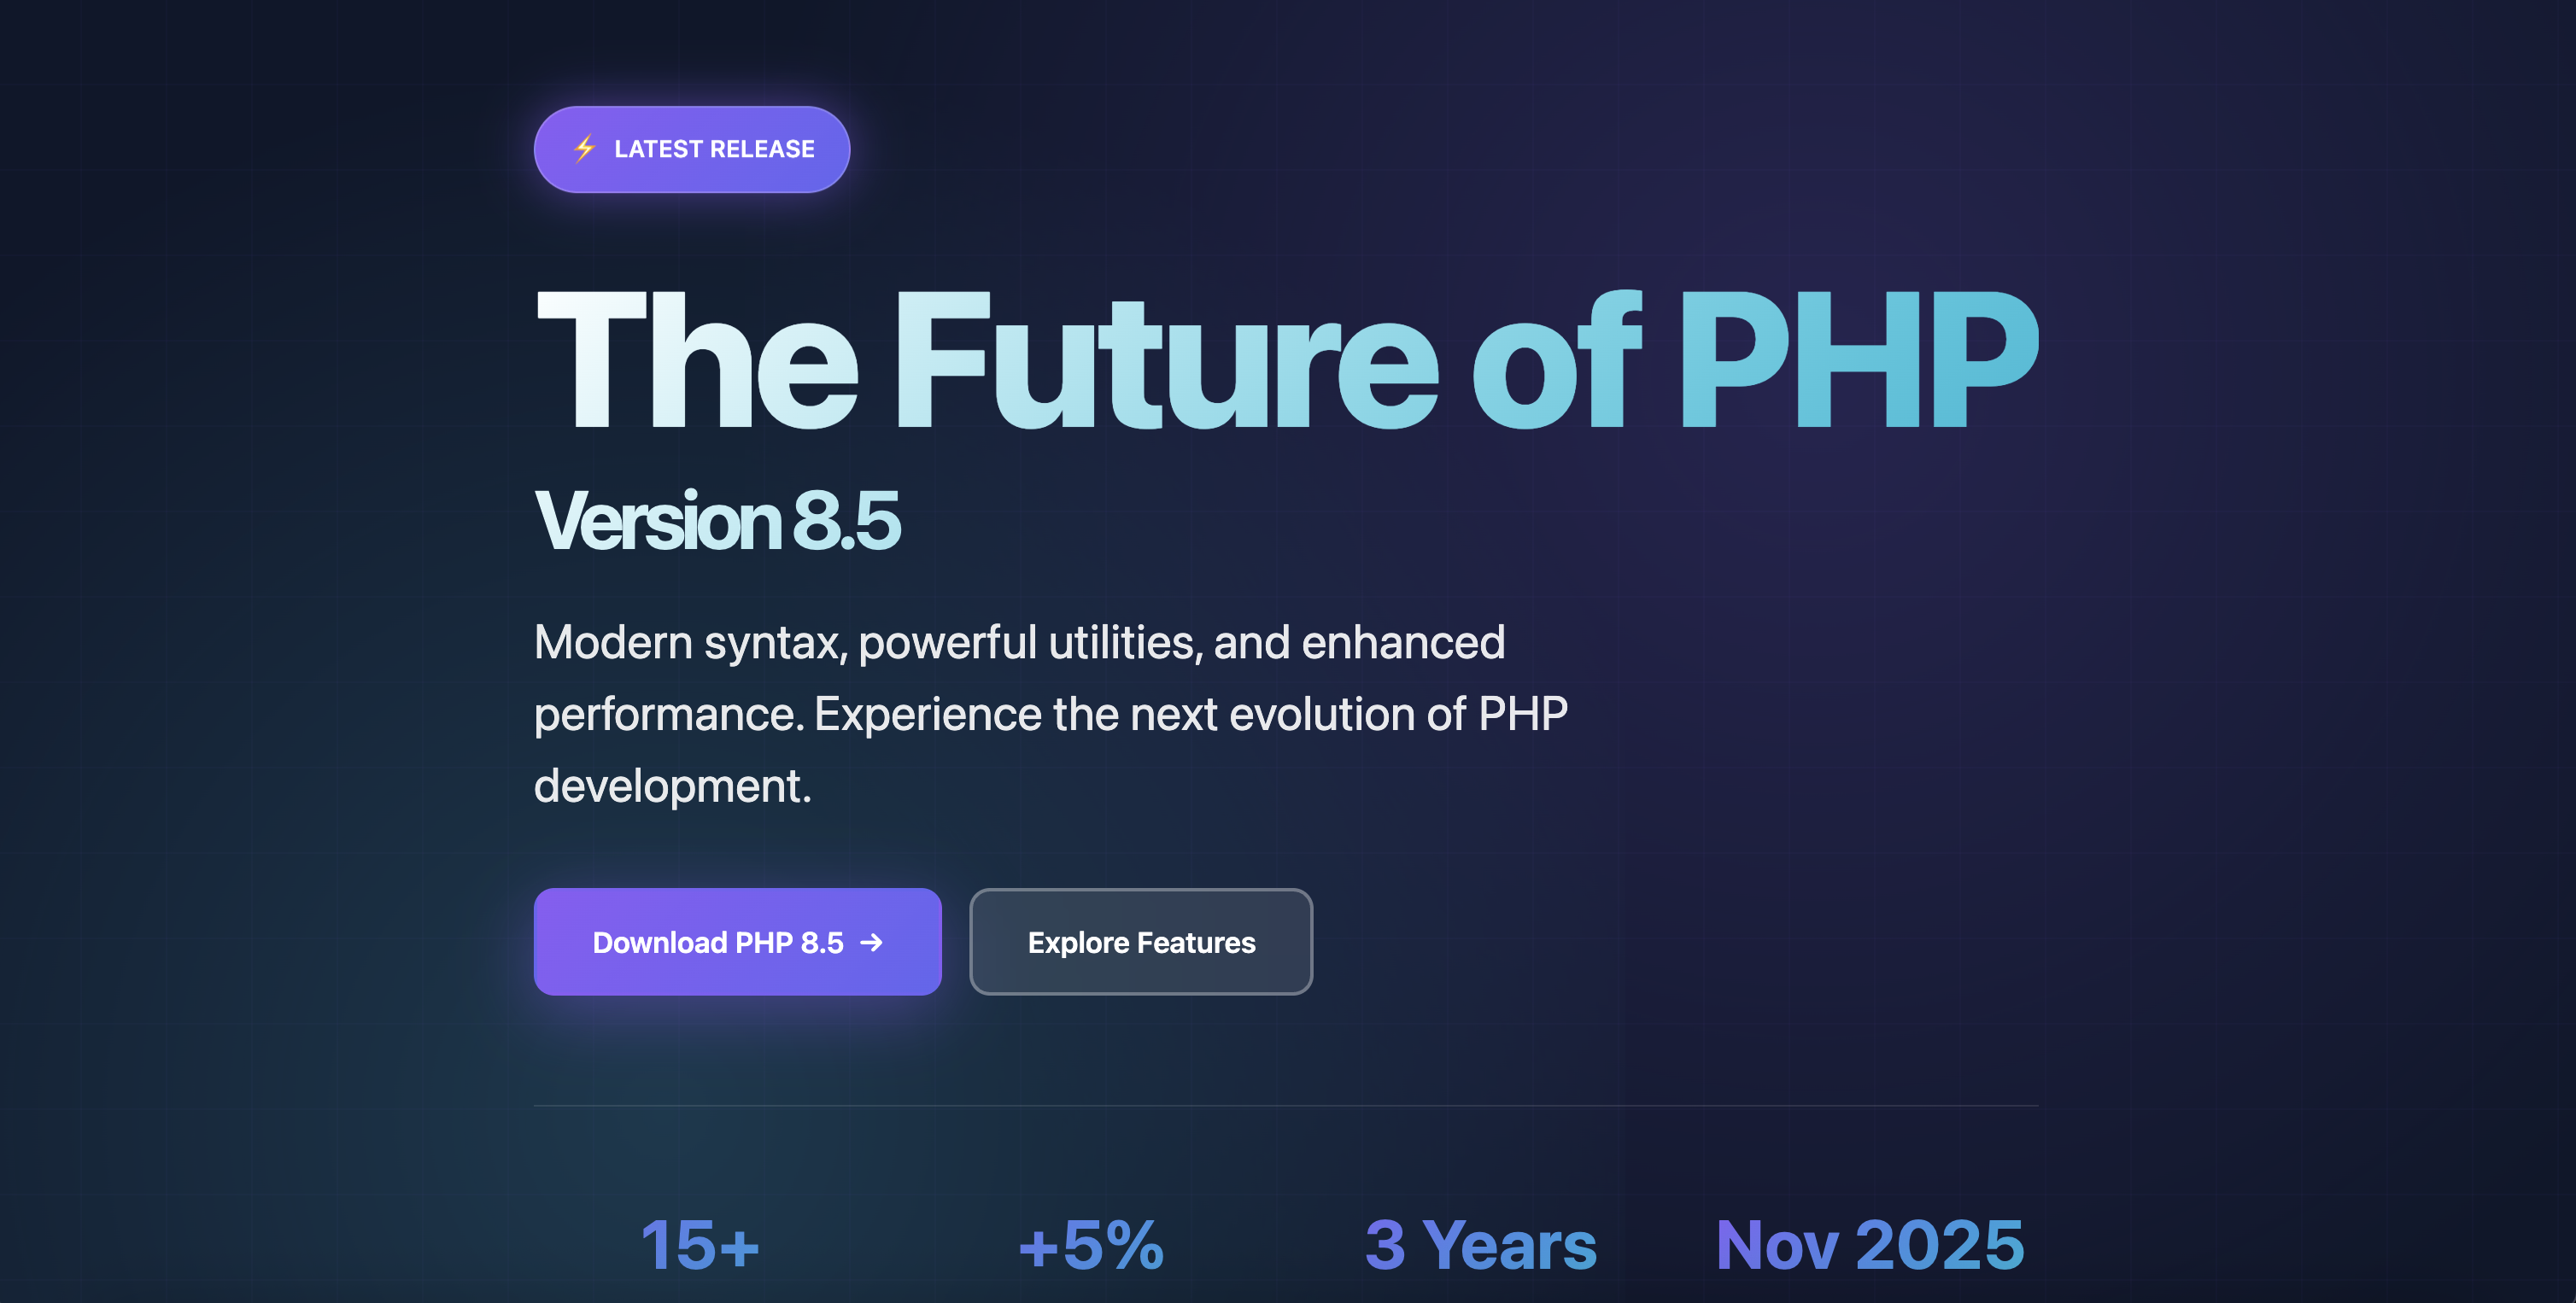 ⚡ LATEST RELEASE
The Future of PHP
Version 8.5
Modern syntax, powerful utilities, and enhanced
performance. Experience the next evolution of PHP
development.
Download PHP 8.5 →
Explore Features
15+
+5%
3 Years
Nov 2025